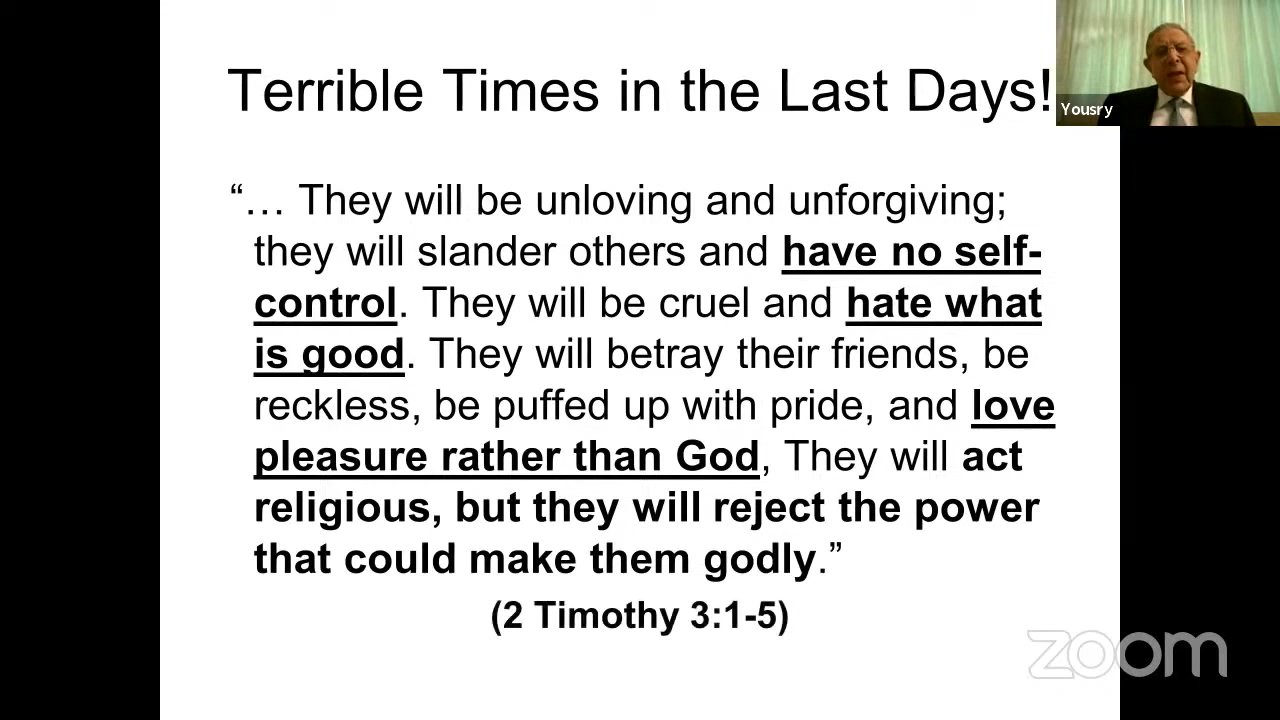 Terrible Times in the Last Days!
Yousry
“… They will be unloving and unforgiving;
they will slander others and have no self-
control. They will be cruel and hate what
is good. They will betray their friends, be
reckless, be puffed up with pride, and love
pleasure rather than God, They will act
religious, but they will reject the power
that could make them godly.”
(2 Timothy 3:1-5)
zoom